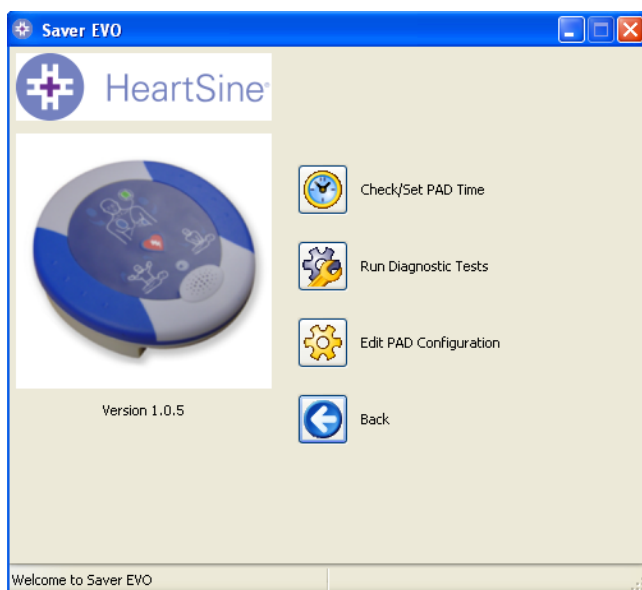 Saver EVO
HeartSine®
Check/Set PAD Time
Run Diagnostic Tests
Edit PAD Configuration
Version 1.0.5
Back
Welcome to Saver EVO